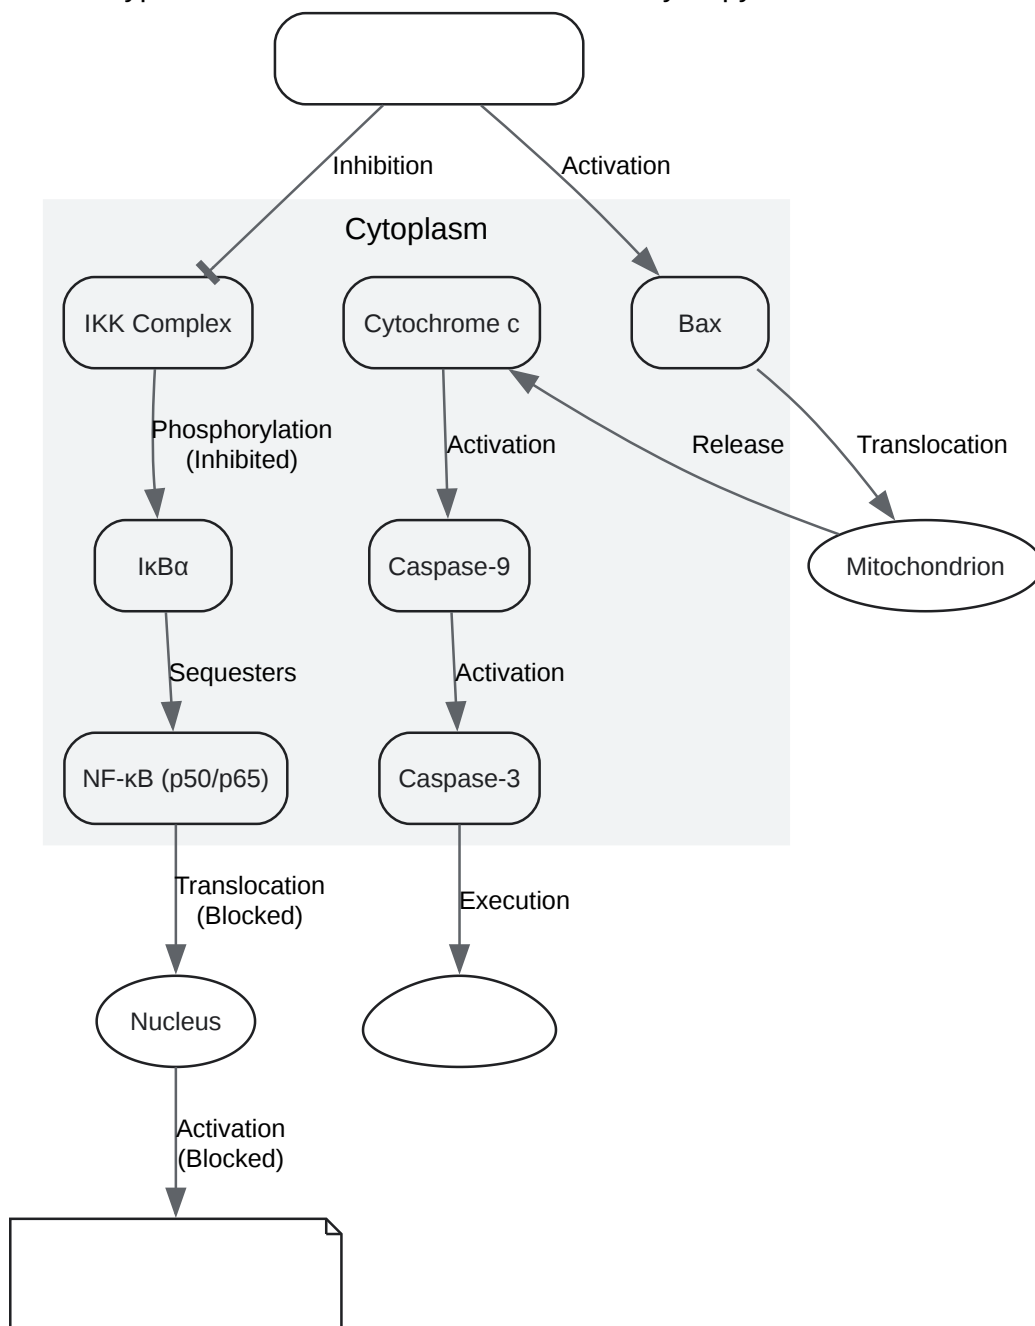 Inhibition
Activation
Cytoplasm
IKK Complex
Cytochrome c
Bax
Phosphorylation
(Inhibited)
Activation
Release
Translocation
IκBα
Caspase-9
Mitochondrion
Sequesters
Activation
NF-κB (p50/p65)
Caspase-3
Translocation
(Blocked)
Execution
Nucleus
Activation
(Blocked)